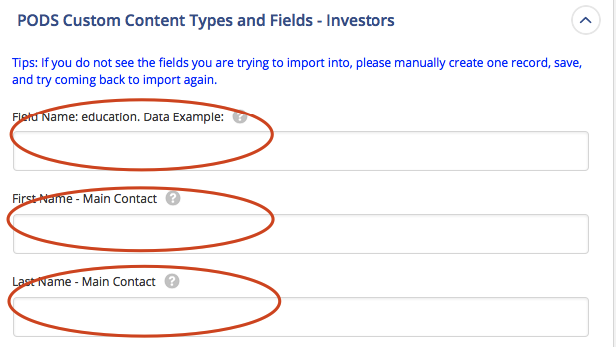 PODS Custom Content Types and Fields - Investors
Tips: If you do not see the fields you are trying to import into, please manually create one record, save,
and try coming back to import again.
Field Name: education. Data Example: ?
First Name - Main Contact ?
Last Name - Main Contact ?